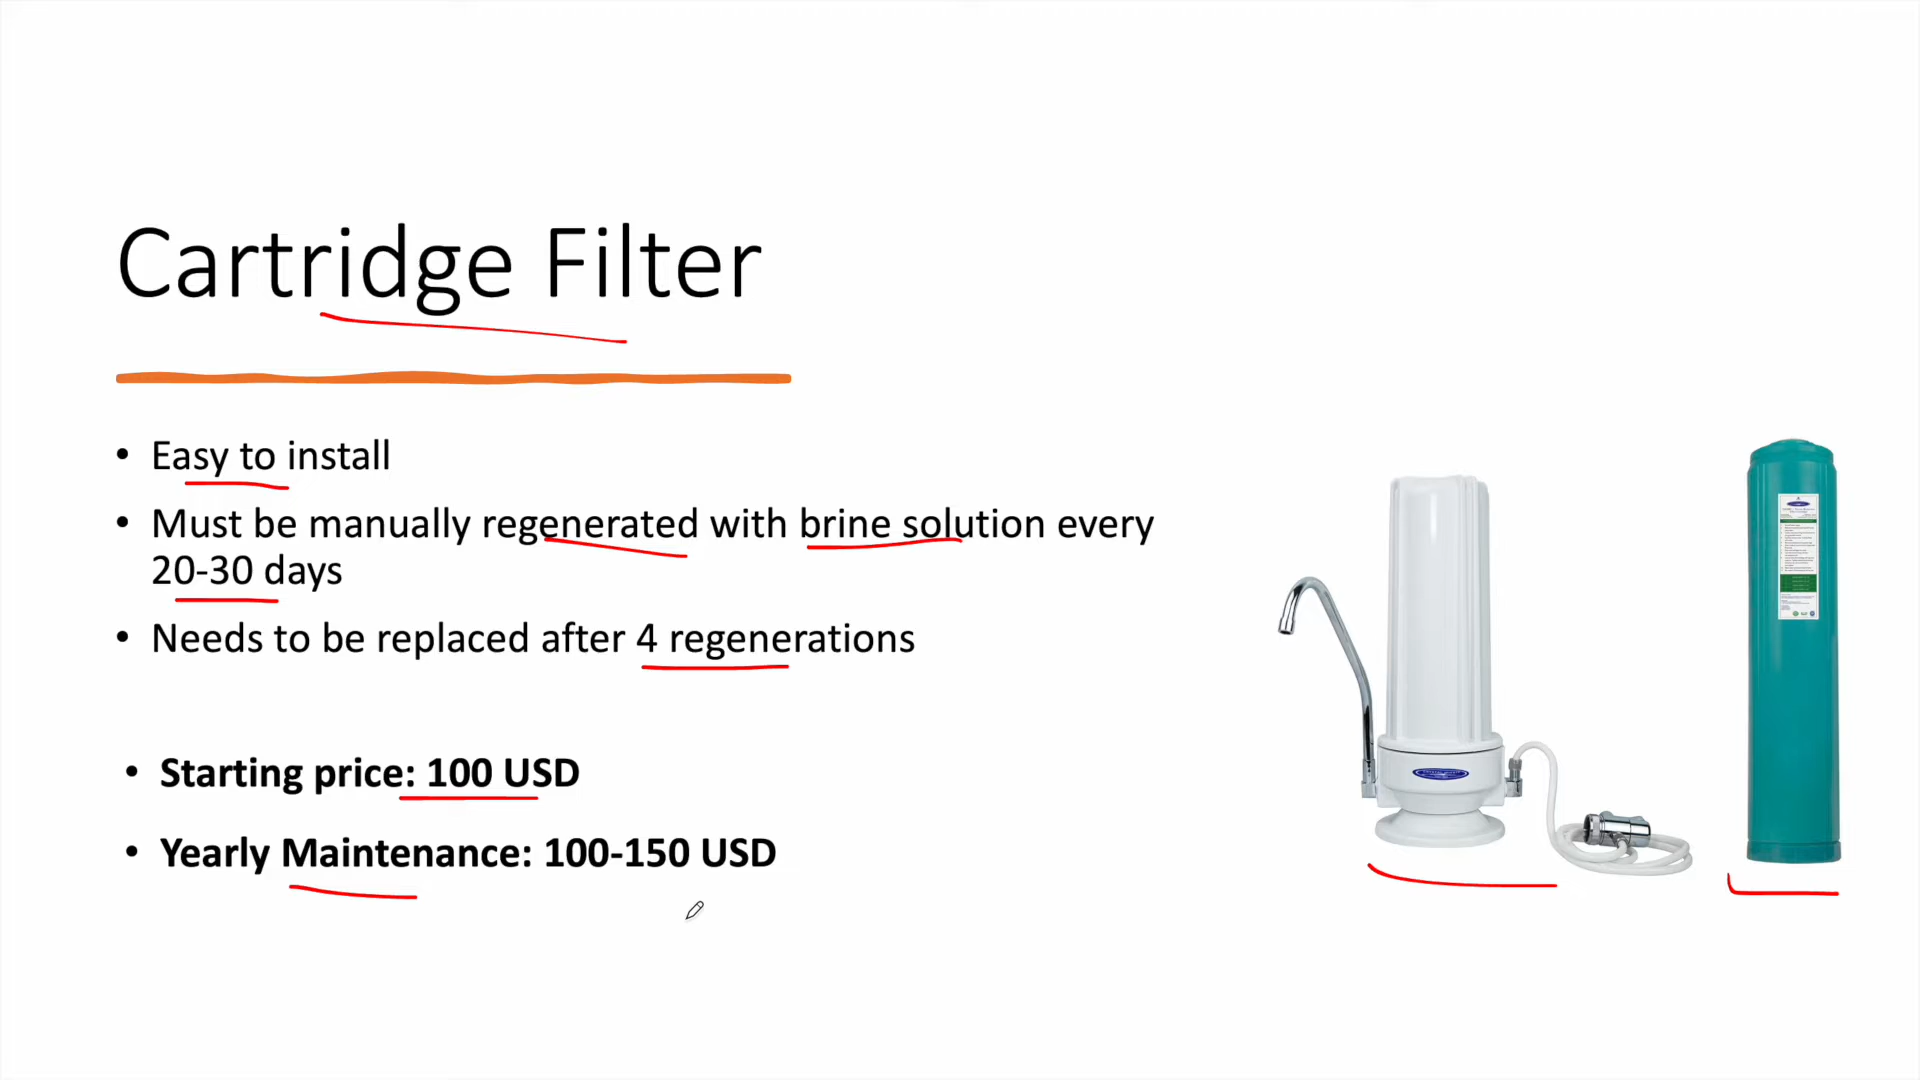 Cartridge Filter
• Easy to install
• Must be manually regenerated with brine solution every
20-30 days
• Needs to be replaced after 4 regenerations
• Starting price: 100 USD
• Yearly Maintenance: 100-150 USD